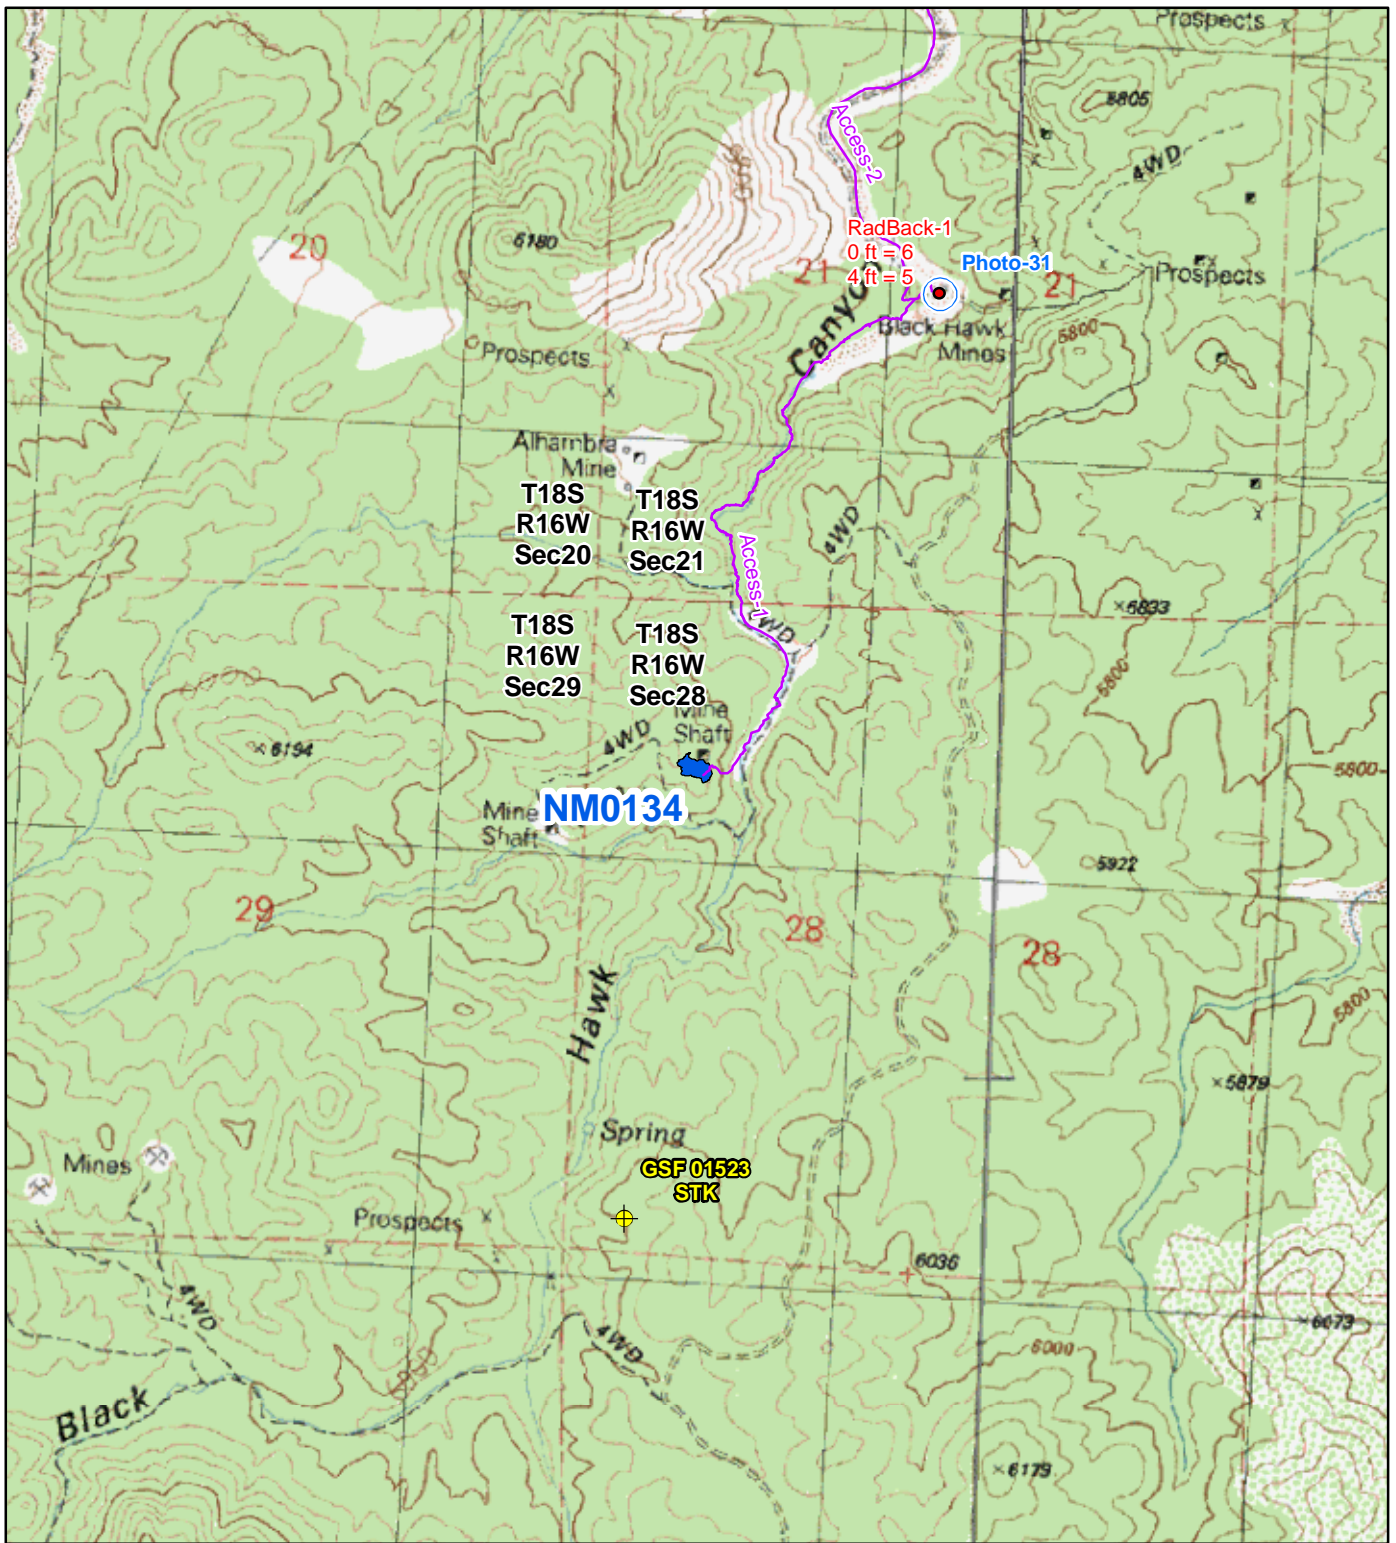 Prospects
8805
Access-2
4WD
20
6180
RadBack-1
0 ft = 6
4 ft = 5
Photo-31
21
21
Prospects
Canyo
Black Hawk
Mines
5800
Prospects
Alhambra
Mine
T18S
R16W
Sec20
T18S
R16W
Sec21
4WD
Access-1
6833
WD
T18S
R16W
Sec29
T18S
R16W
Sec28
5800
Mine
Shaft
4WD
6194
5800
NM0134
Mine
Shaft
5922
29
28
28
Hawk
5800
5879
Spring
Mines
GSF 01523
STK
Prospects
6036
4WD
6073
4WD
6000
Black
6179